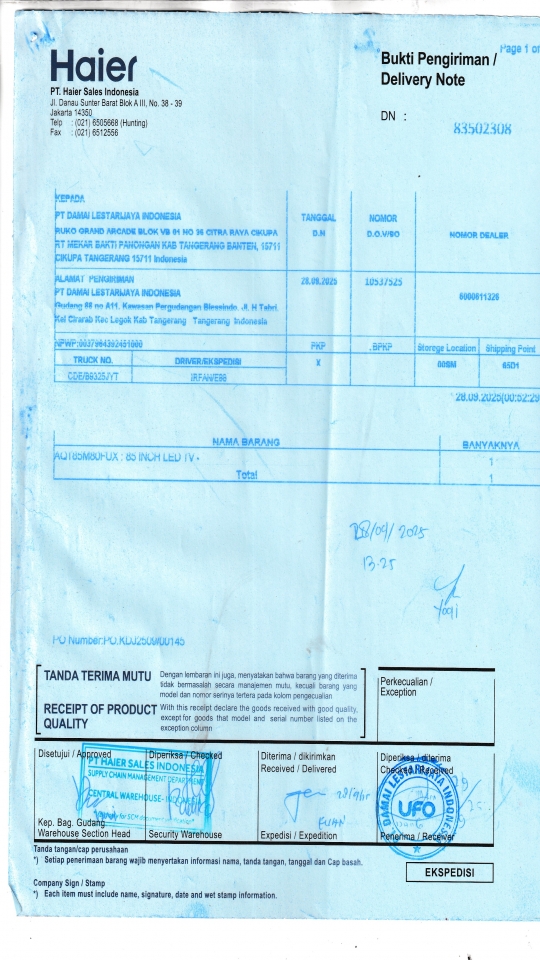 Haier
PT. Haier Sales Indonesia
Jl. Danau Sunter Barat Blok A III, No. 38 - 39
Jakarta 14350
Telp : (021) 6505668 (Hunting)
Fax : (021) 6512556
Bukti Pengiriman /
Delivery Note
Page 1 of
DN :
83502308
KEPADA
PT DAMAI LESTARIJAYA INDONESIA
RUKO GRAND ARCADE BLOK VB 01 NO 36 CITRA RAYA CIKUPA
RT MEKAR BAKTI PANONGAN KAB TANGERANG BANTEN, 15711
CIKUPA TANGERANG 15711 Indonesia
TANGGAL
D.N
NOMOR
D.O.V/SO
NOMOR DEALER
ALAMAT PENGIRIMAN
PT DAMAI LESTARIJAYA INDONESIA
Gudang 88 no A11, Kawasan Pergudangan Blessindo, Jl. H Tabri
Kel Cirarab Kec Legok Kab Tangerang Tangerang Indonesia
28.09.2025
10537525
6000611326
NPWP:0037984392451000
PKP
.BPKP
Storege Location
Shipping Point
TRUCK NO.
DRIVER/EKSPEDISI
X
00SM
65D1
CDE/B9325JYT
IRFAN/E96
28.09.2025(00:52:29
NAMA BARANG
BANYAKNYA
AQT85M80FUX : 85 INCH LED TV -
1
Total
1
28/09/2025
13.25
Yogi
PO Number:PO.KDJ2509/00145
TANDA TERIMA MUTU
Dengan lembaran ini juga, menyatakan bahwa barang yang diterima
tidak bermasalah secara manajemen mutu, kecuali barang yang
model dan nomor serinya tertera pada kolom pengecualian
RECEIPT OF PRODUCT
QUALITY
With this receipt declare the goods received with good quality,
except for goods that model and serial number listed on the
exception column
Perkecualian /
Exception
Disetujui / Approved
Diperiksa / Checked
Diterima / dikirimkan
Received / Delivered
Diperiksa / diterima
Checked / Received
PT HAIER SALES INDONESIA
SUPPLY CHAIN MANAGEMENT DEPARTMENT
CENTRAL WAREHOUSE-
DAMAI LESTARIJAYA INDONESIA
UFO
Kep. Bag. Gudang
Warehouse Section Head
Security Warehouse
Expedisi / Expedition
Penerima / Receiver
Tanda tangan/cap perusahaan
*) Setiap penerimaan barang wajib menyertakan informasi nama, tanda tangan, tanggal dan Cap basah.
EKSPEDISI
Company Sign / Stamp
*) Each item must include name, signature, date and wet stamp information.